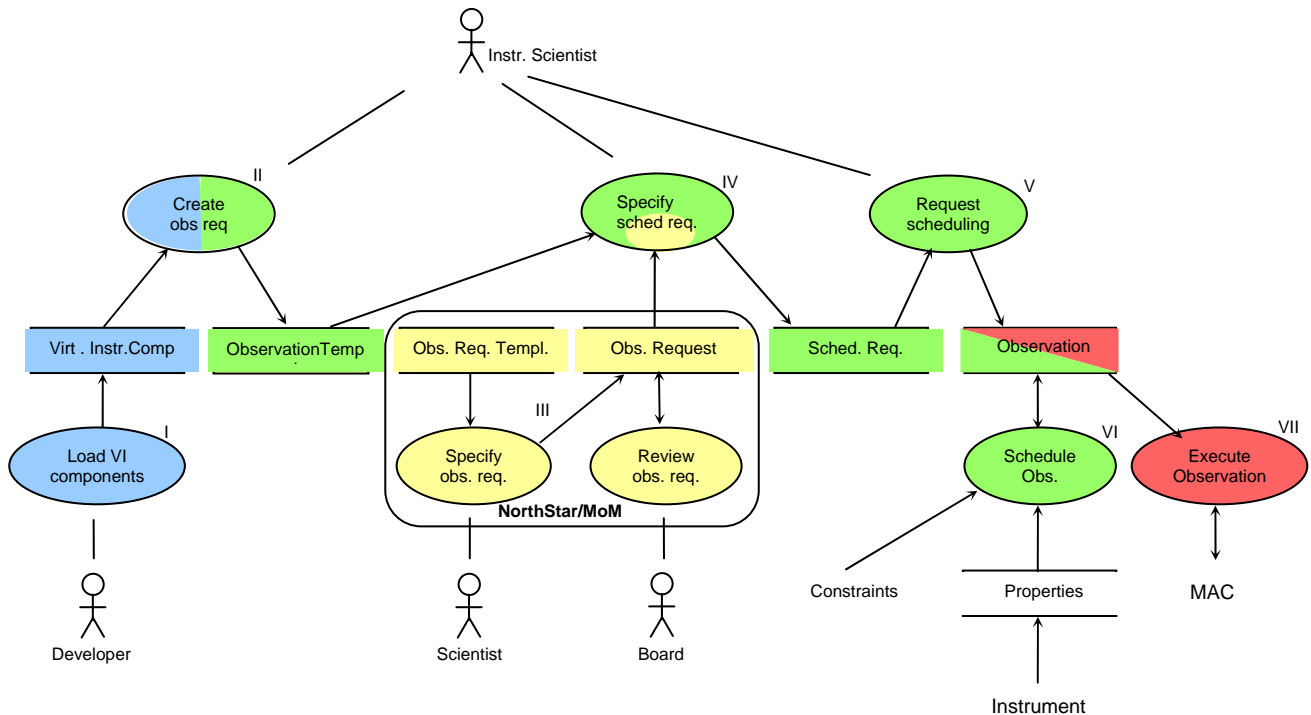 Instr. Scientist
II
IV
V
Create
obs req
Specify
sched req.
Request
scheduling
Virt . Instr.Comp
ObservationTemp
.
Obs. Req. Templ.
Obs. Request
Sched. Req.
Observation
I
III
VI
VII
Load VI
components
Specify
obs. req.
Review
obs. req.
Schedule
Obs.
Execute
Observation
NorthStar/MoM
Constraints
Properties
MAC
Developer
Scientist
Board
Instrument